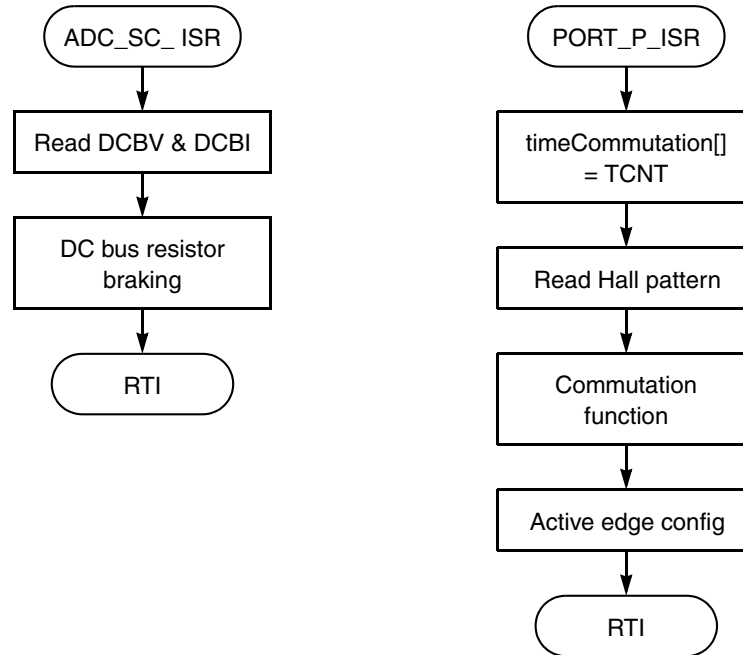 ADC_SC_ ISR
Read DCBV & DCBI
DC bus resistor
braking
RTI
PORT_P_ISR
timeCommutation[]
= TCNT
Read Hall pattern
Commutation
function
Active edge config
RTI